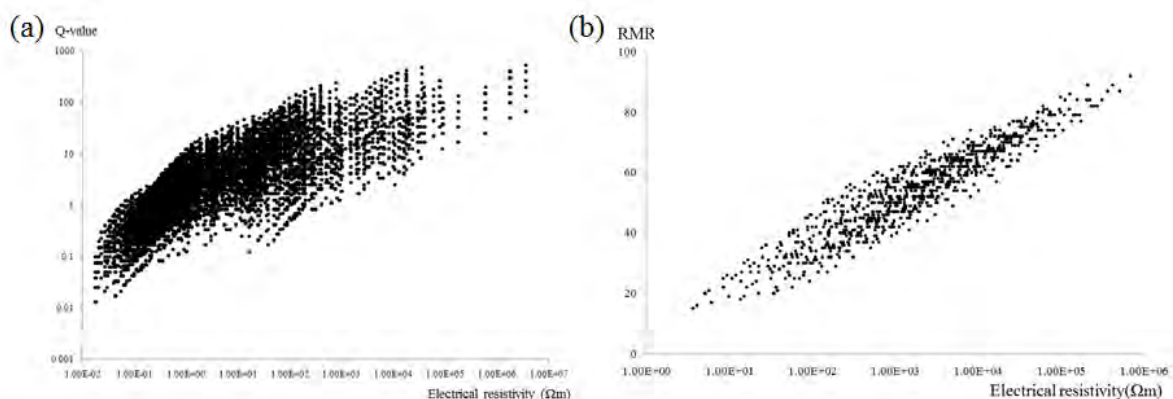 (a) Q-value
1000
100
10
1
0.1
0.01
0.001
1.00E-02 1.00E-01 1.00E+00 1.00E+01 1.00E+02 1.00E+03 1.00E+04 1.00E+05 1.00E+06 1.00E+07
Electrical resistivity (Ωm)
(b) RMR
100
80
60
40
20
0
1.00E+00 1.00E+01 1.00E+02 1.00E+03 1.00E+04 1.00E+05 1.00E+06
Electrical resistivity(Ωm)